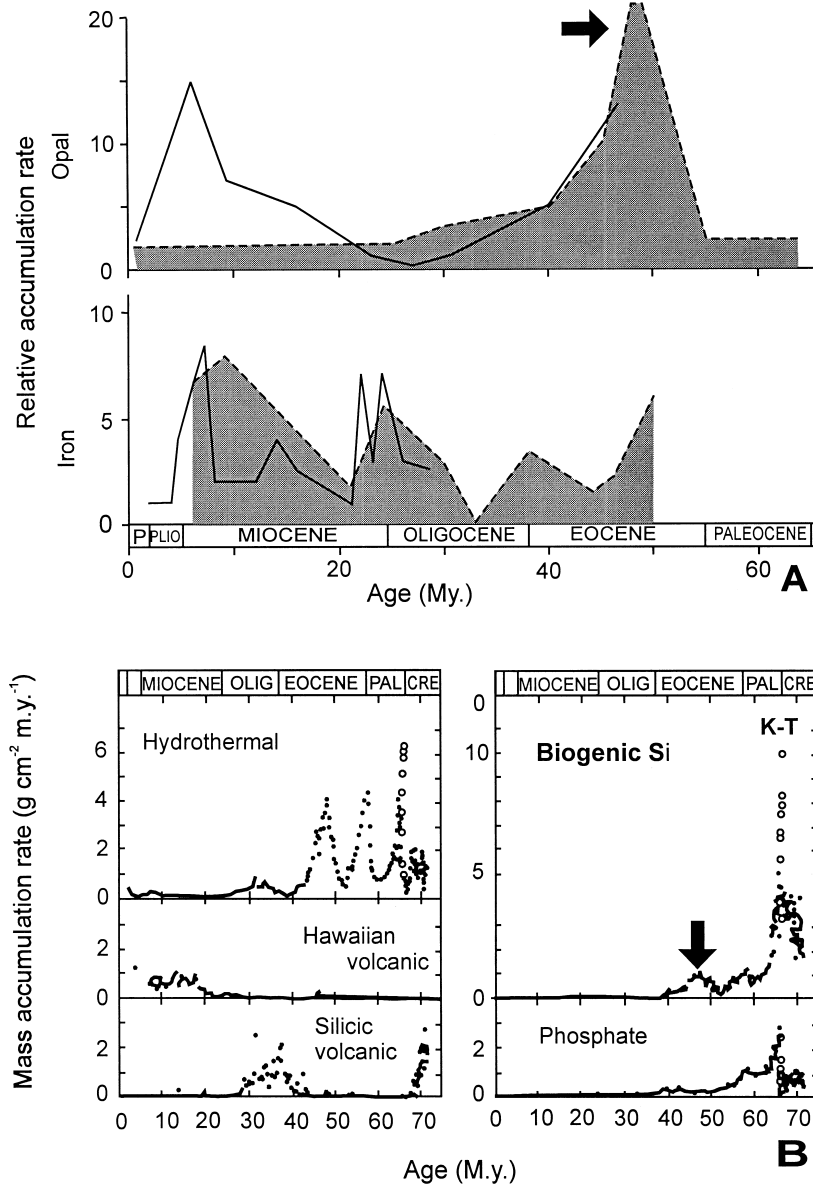 Relative accumulation rate
Opal
20
10
0
Iron
10
5
0
P PLIO MIOCENE OLIGOCENE EOCENE PALEOCENE
0 20 40 60
Age (My.)
A
Mass accumulation rate (g cm⁻² m.y.⁻¹)
MIOCENE OLIG EOCENE PAL CRE
Hydrothermal
6
4
2
0
Hawaiian
volcanic
2
0
Silicic
volcanic
2
0
0 10 20 30 40 50 60 70
MIOCENE OLIG EOCENE PAL CRE
0
K-T
Biogenic Si
10
5
0
Phosphate
2
0
0 10 20 30 40 50 60 70
B
Age (M.y.)